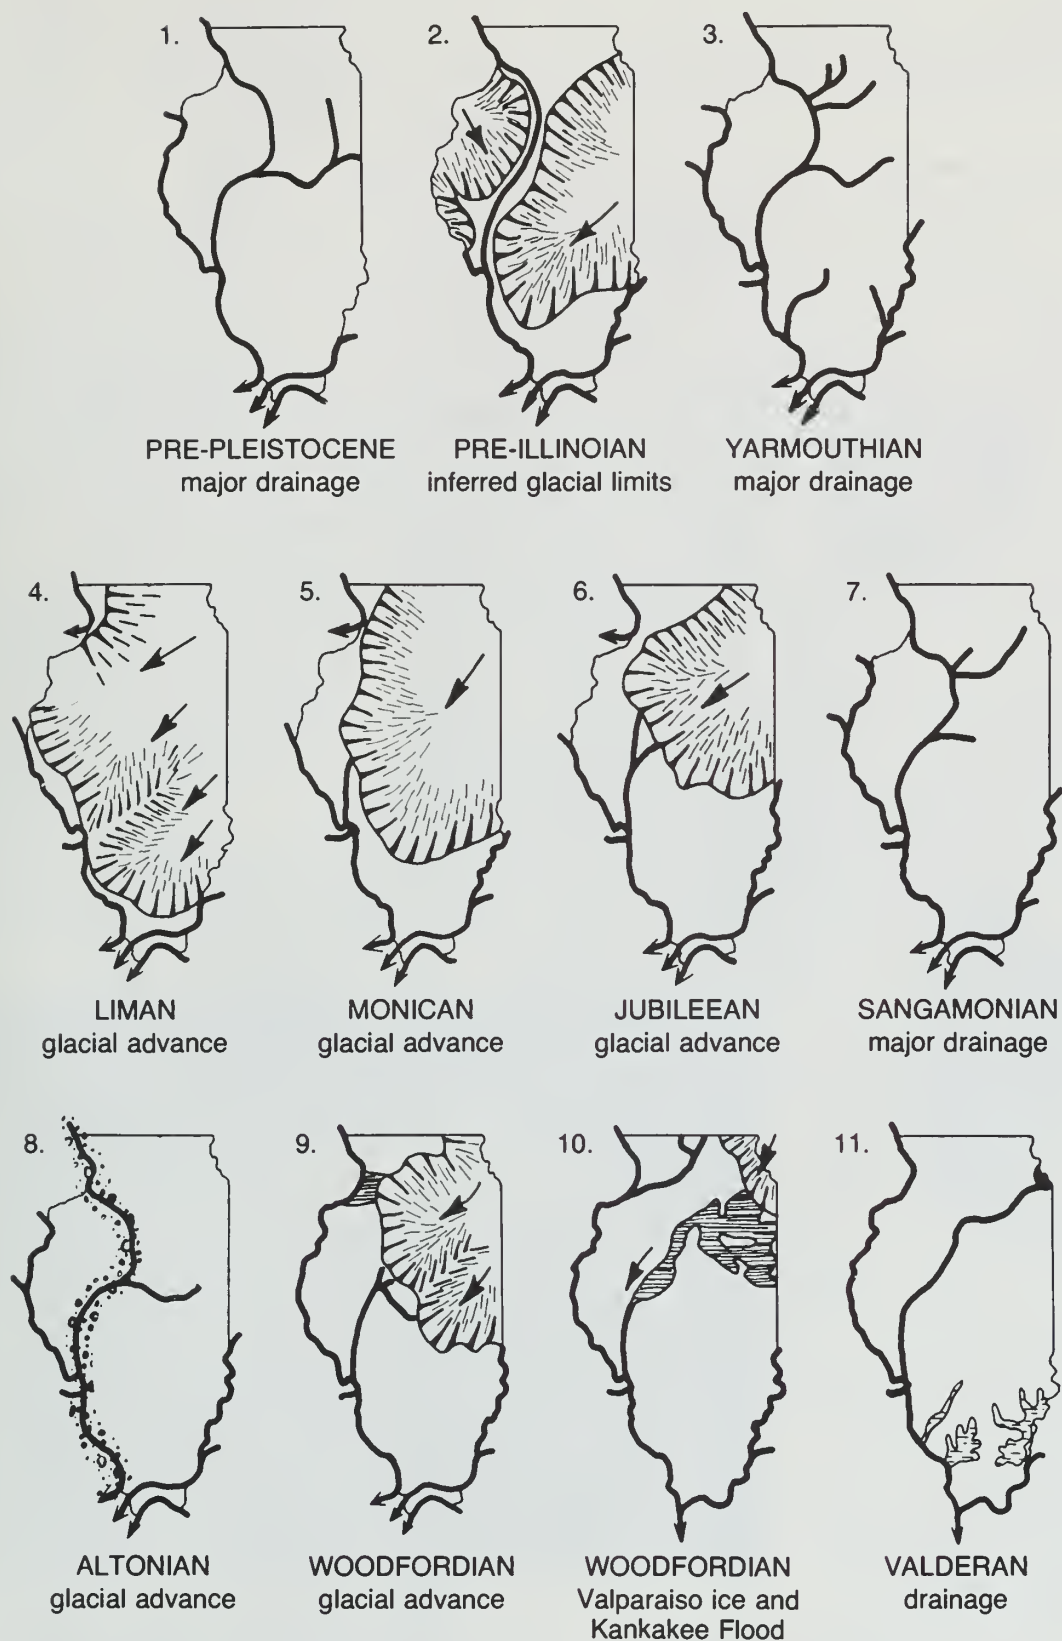 1.
2.
3.
PRE-PLEISTOCENE
major drainage
PRE-ILLINOIAN
inferred glacial limits
YARMOUTHIAN
major drainage
4.
5.
6.
7.
LIMAN
glacial advance
MONICAN
glacial advance
JUBILEEAN
glacial advance
SANGAMONIAN
major drainage
8.
9.
10.
11.
ALTONIAN
glacial advance
WOODFORDIAN
glacial advance
WOODFORDIAN
Valparaiso ice and
Kankakee Flood
VALDERAN
drainage